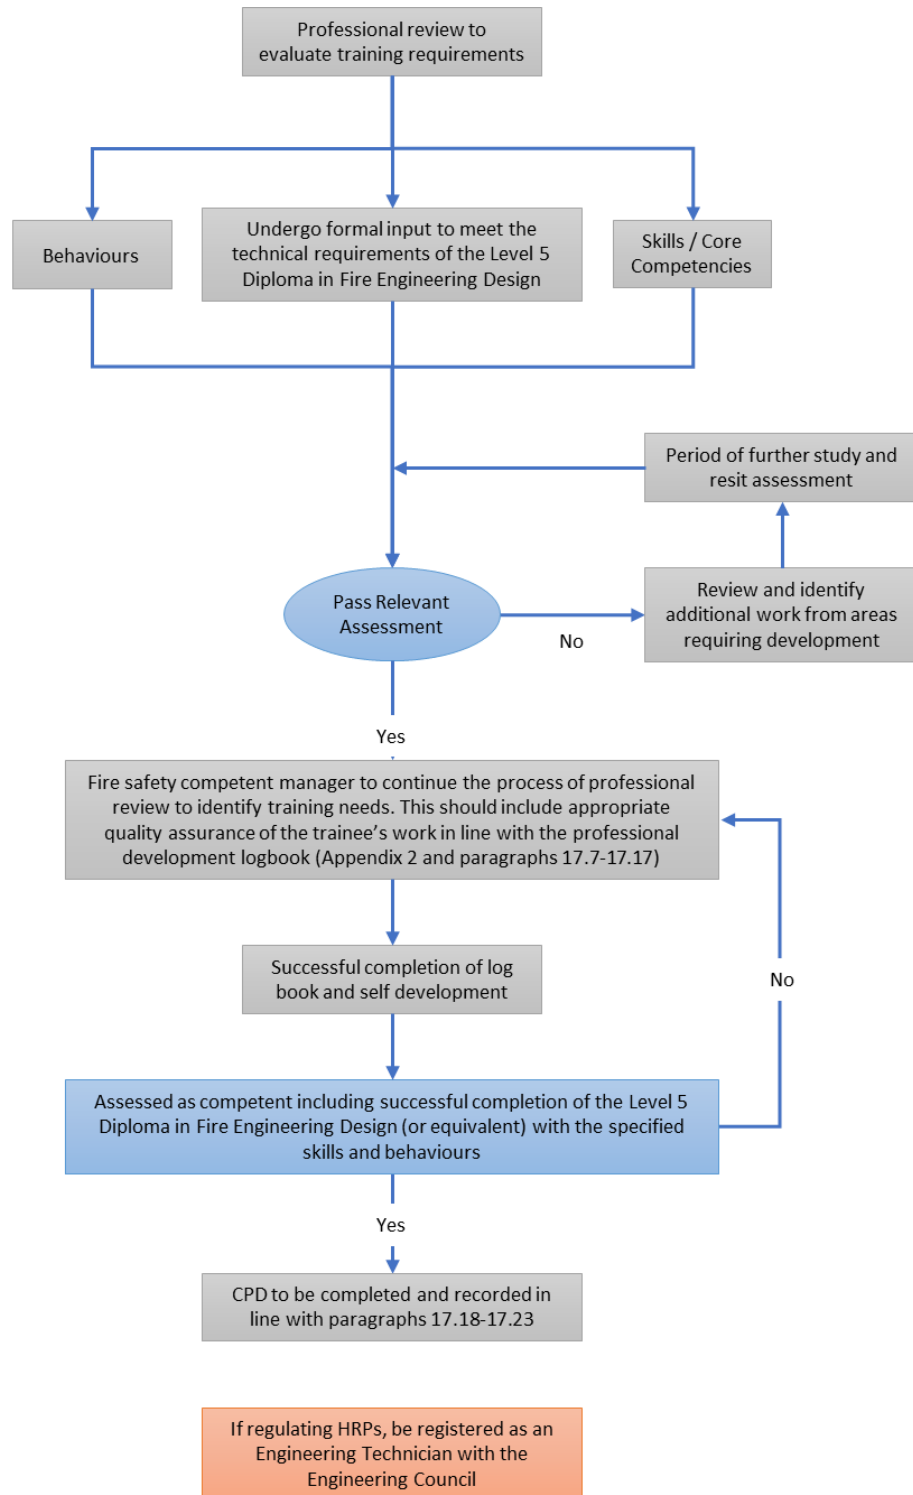 Professional review to
evaluate training requirements
Behaviours
Undergo formal input to meet the
technical requirements of the Level 5
Diploma in Fire Engineering Design
Skills / Core
Competencies
Period of further study and
resit assessment
Review and identify
additional work from areas
requiring development
Pass Relevant
Assessment
No
Yes
Fire safety competent manager to continue the process of professional
review to identify training needs. This should include appropriate
quality assurance of the trainee’s work in line with the professional
development logbook (Appendix 2 and paragraphs 17.7-17.17)
Successful completion of log
book and self development
No
Assessed as competent including successful completion of the Level 5
Diploma in Fire Engineering Design (or equivalent) with the specified
skills and behaviours
Yes
CPD to be completed and recorded in
line with paragraphs 17.18-17.23
If regulating HRPs, be registered as an
Engineering Technician with the
Engineering Council